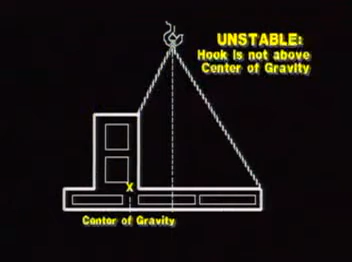 UNSTABLE:
Hook is not above
Center of Gravity
X
Center of Gravity